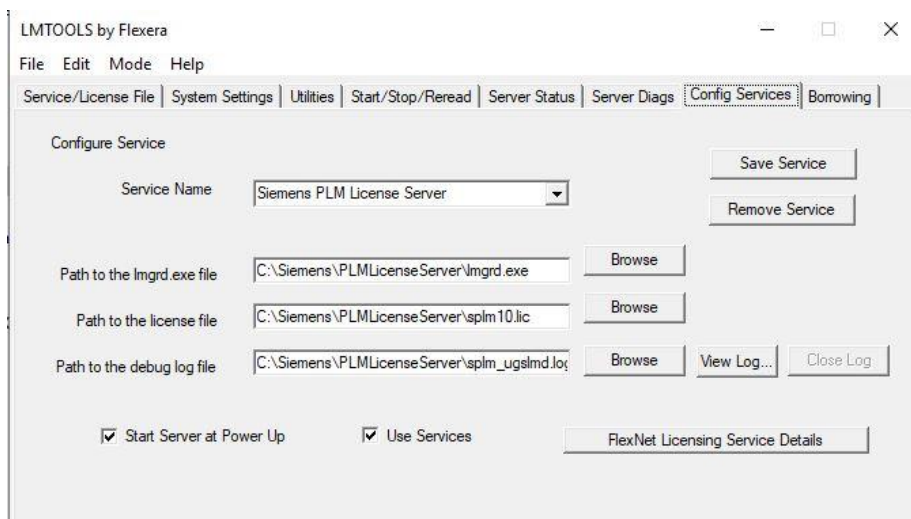 LMTOOLS by Flexera
File Edit Mode Help
Service/License File System Settings Utilities Start/Stop/Reread Server Status Server Diags Config Services Borrowing
Configure Service
Save Service
Service Name Siemens PLM License Server
Remove Service
Path to the lmgrd.exe file C:\Siemens\PLMLicenseServer\lmgrd.exe Browse
Path to the license file C:\Siemens\PLMLicenseServer\splm10.lic Browse
Path to the debug log file C:\Siemens\PLMLicenseServer\splm_ugslmd.log Browse View Log... Close Log
Start Server at Power Up Use Services FlexNet Licensing Service Details